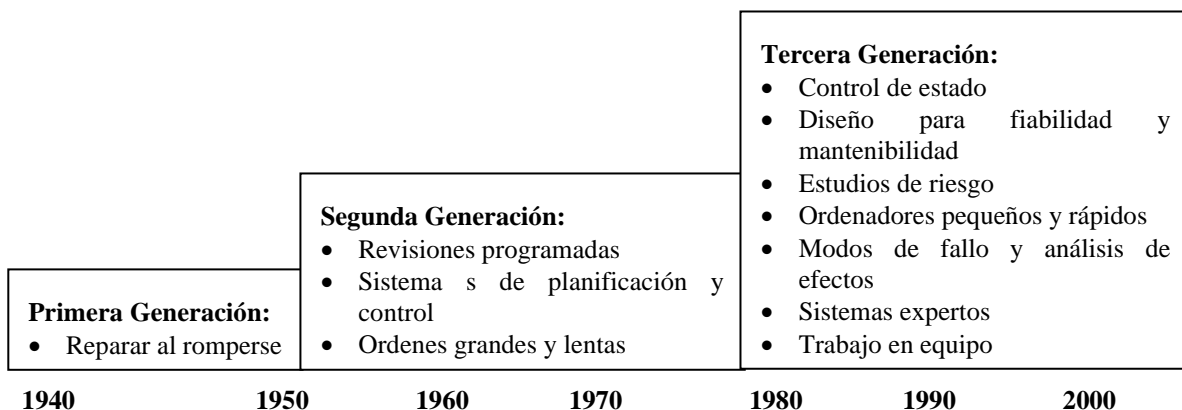 Primera Generación:
• Reparar al romperse
Segunda Generación:
• Revisiones programadas
• Sistema s de planificación y
control
• Ordenes grandes y lentas
Tercera Generación:
• Control de estado
• Diseño para fiabilidad y
mantenibilidad
• Estudios de riesgo
• Ordenadores pequeños y rápidos
• Modos de fallo y análisis de
efectos
• Sistemas expertos
• Trabajo en equipo
1940 1950 1960 1970 1980 1990 2000